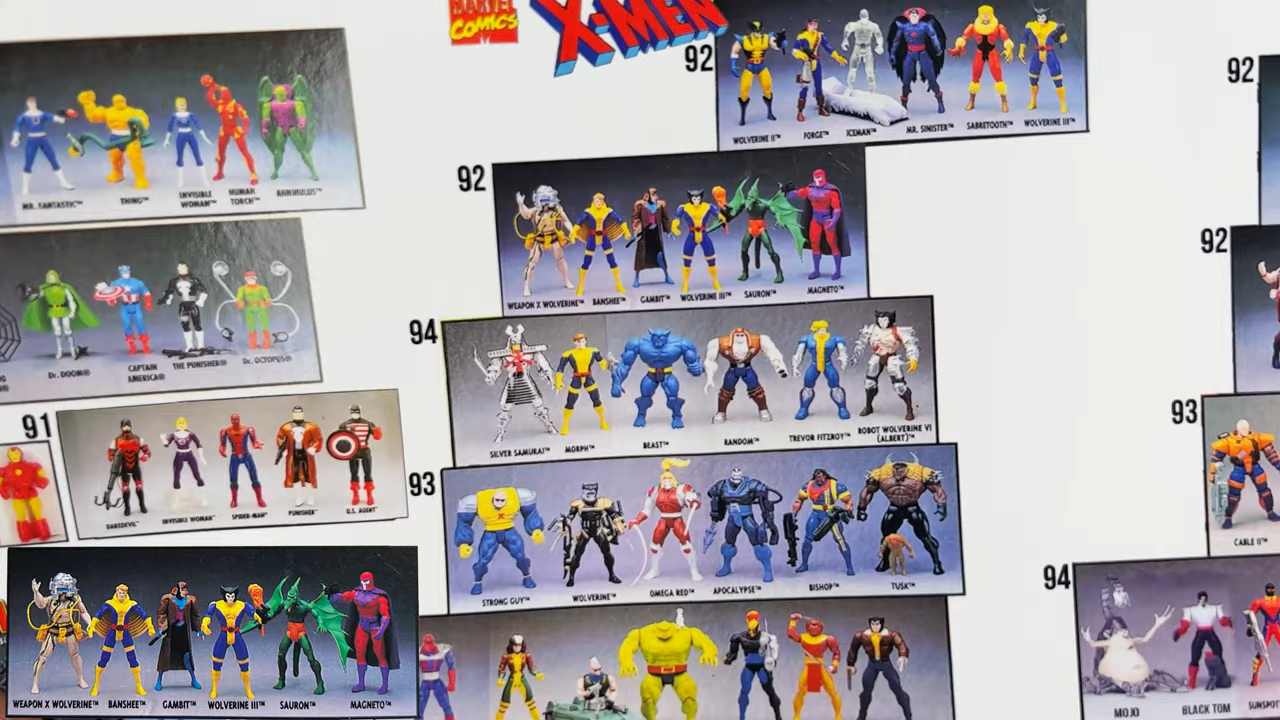 MARVEL
COMICS
X-MEN
92
WOLVERINE II™
FORGE™
ICEMAN™
MR. SINISTER™
SABRETOOTH™
WOLVERINE III™
92
MR. FANTASTIC™
THING™
INVISIBLE
WOMAN™
HUMAN
TORCH™
ANNIHILUS™
92
WEAPON X WOLVERINE™
BANSHEE™
GAMBIT™
WOLVERINE III™
SAURON™
MAGNETO™
92
Dr. DOOM®
CAPTAIN
AMERICA®
THE PUNISHER®
Dr. OCTOPUS®
94
SILVER SAMURAI™
MORPH™
BEAST™
RANDOM™
TREVOR FITZROY™
ROBOT WOLVERINE VI
(ALBERT)™
91
DAREDEVIL™
INVISIBLE WOMAN™
SPIDER-MAN™
PUNISHER™
U.S. AGENT™
93
STRONG GUY™
WOLVERINE™
OMEGA RED™
APOCALYPSE™
BISHOP™
TUSK™
93
CABLE II™
WEAPON X WOLVERINE™
BANSHEE™
GAMBIT™
WOLVERINE III™
SAURON™
MAGNETO™
94
MOJO
BLACK TOM
SUNSPOT